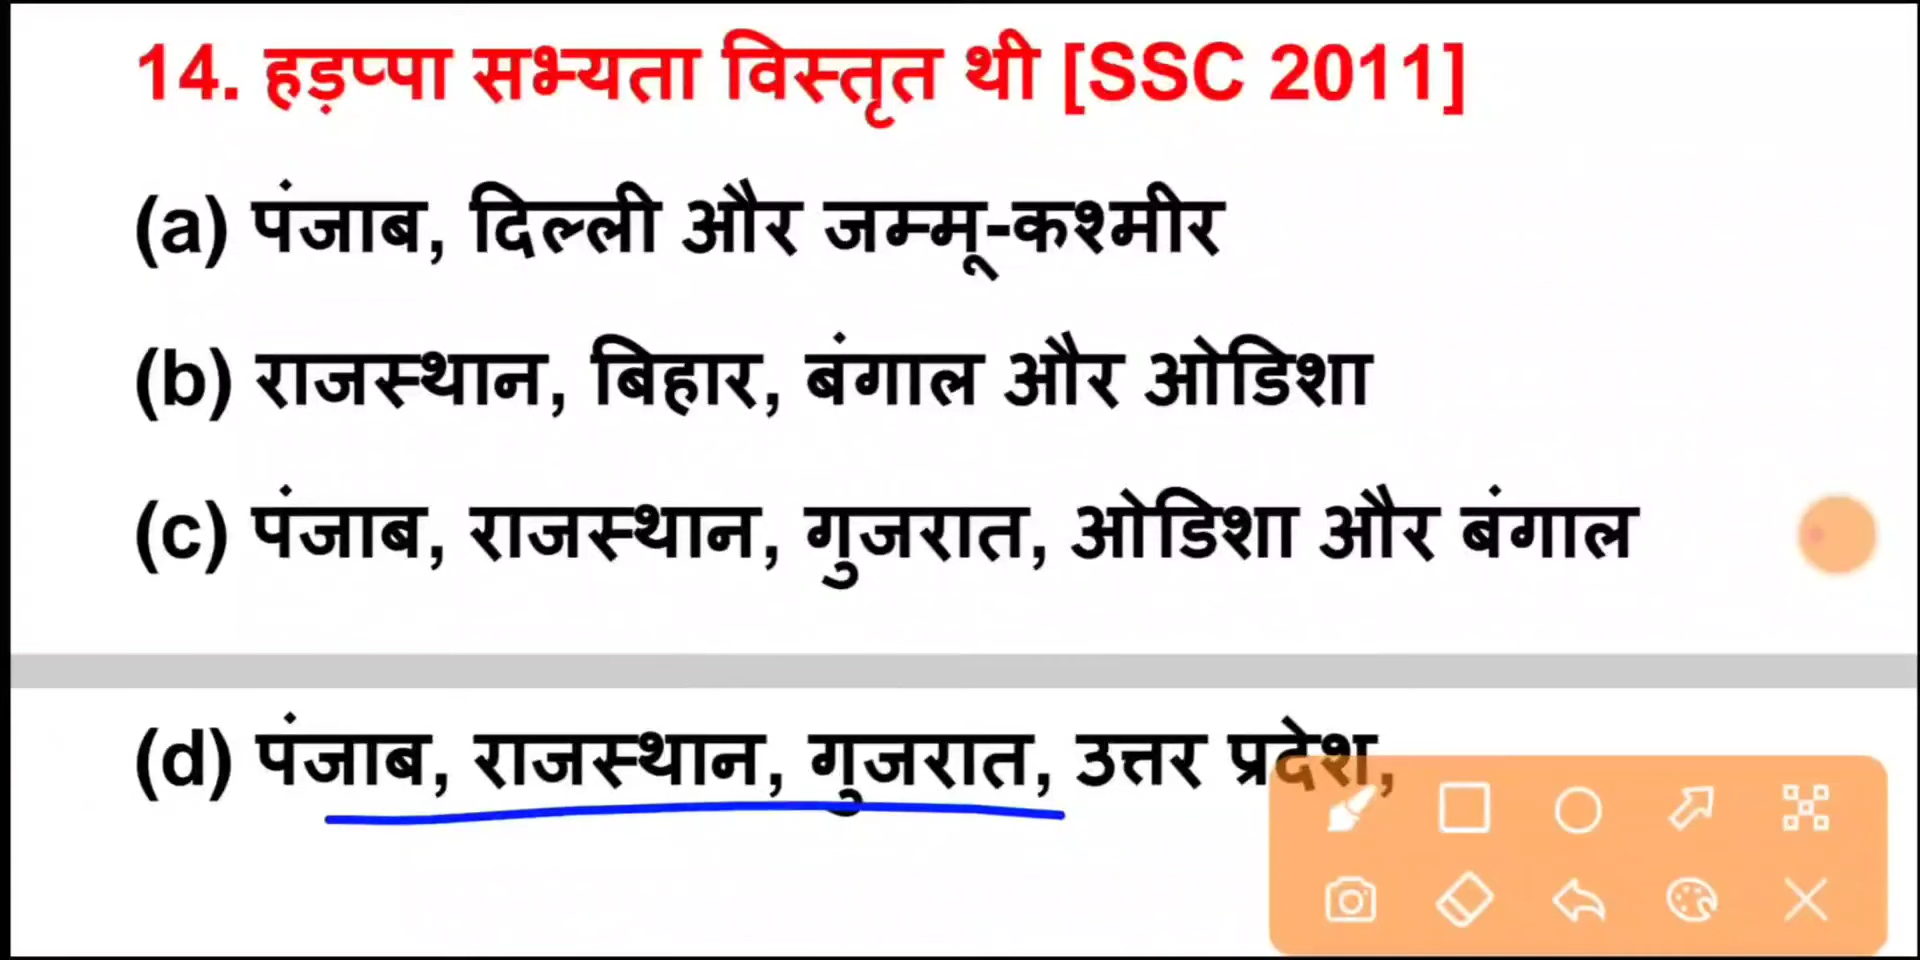 14. हड़प्पा सभ्यता विस्तृत थी [SSC 2011]
(a) पंजाब, दिल्ली और जम्मू-कश्मीर
(b) राजस्थान, बिहार, बंगाल और ओडिशा
(c) पंजाब, राजस्थान, गुजरात, ओडिशा और बंगाल
(d) पंजाब, राजस्थान, गुजरात, उत्तर प्रदेश,